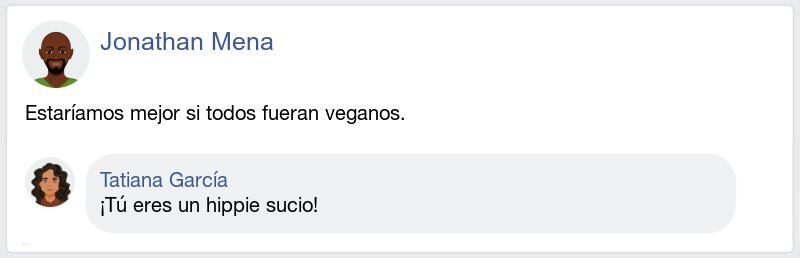 Jonathan Mena
Estaríamos mejor si todos fueran veganos.
Tatiana García
¡Tú eres un hippie sucio!